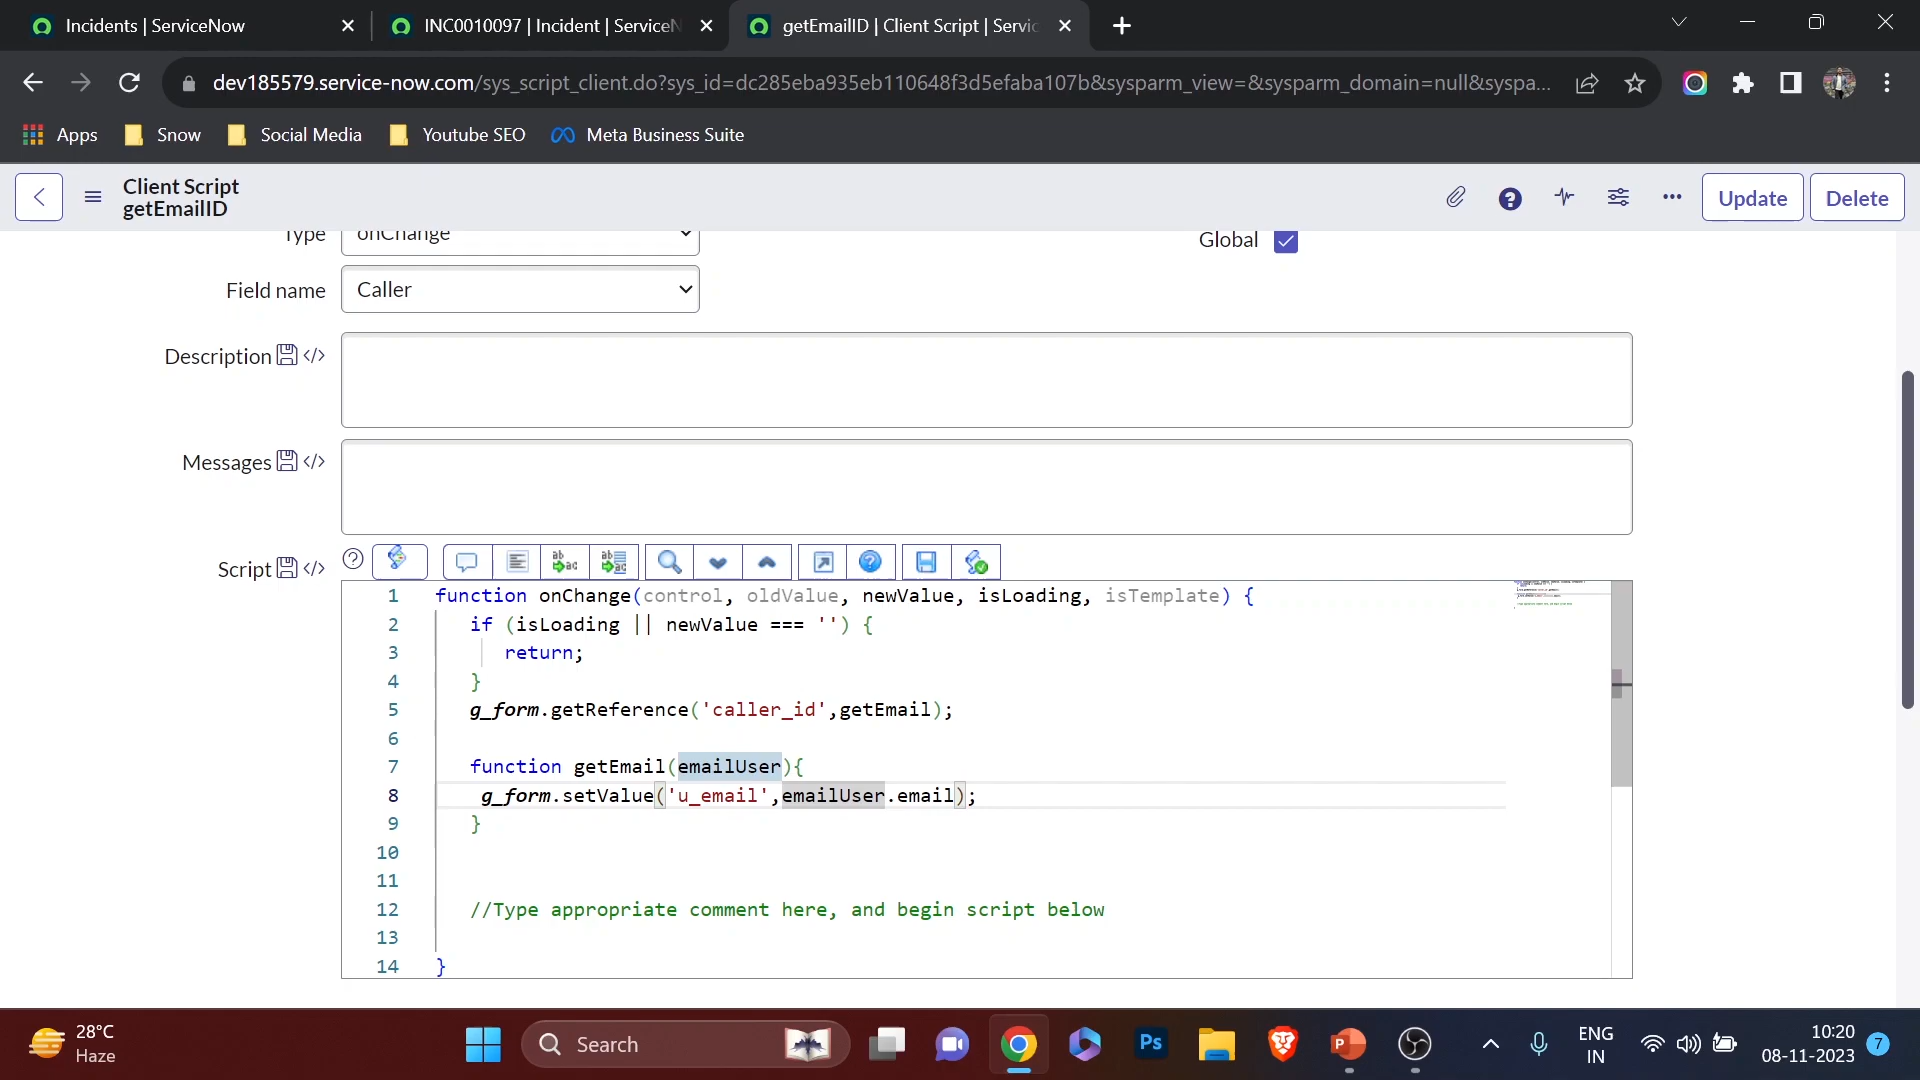 Incidents | ServiceNow
INC0010097 | Incident | ServiceN
getEmailID | Client Script | Servic
dev185579.service-now.com/sys_script_client.do?sys_id=dc285eba935eb110648f3d5efaba107b&sysparm_view=&sysparm_domain=null&syspa...
Apps
Snow
Social Media
Youtube SEO
Meta Business Suite
Client Script
getEmailID
Update
Delete
Type
onChange
Global
Field name
Caller
Description
Messages
Script
1 function onChange(control, oldValue, newValue, isLoading, isTemplate) {
2 if (isLoading || newValue === '') {
3 return;
4 }
5 g_form.getReference('caller_id',getEmail);
6
7 function getEmail(emailUser){
8 g_form.setValue('u_email',emailUser.email);
9 }
10
11
12 //Type appropriate comment here, and begin script below
13
14 }
28°C
Haze
Search
Ps
P
ENG
IN
10:20
08-11-2023
7